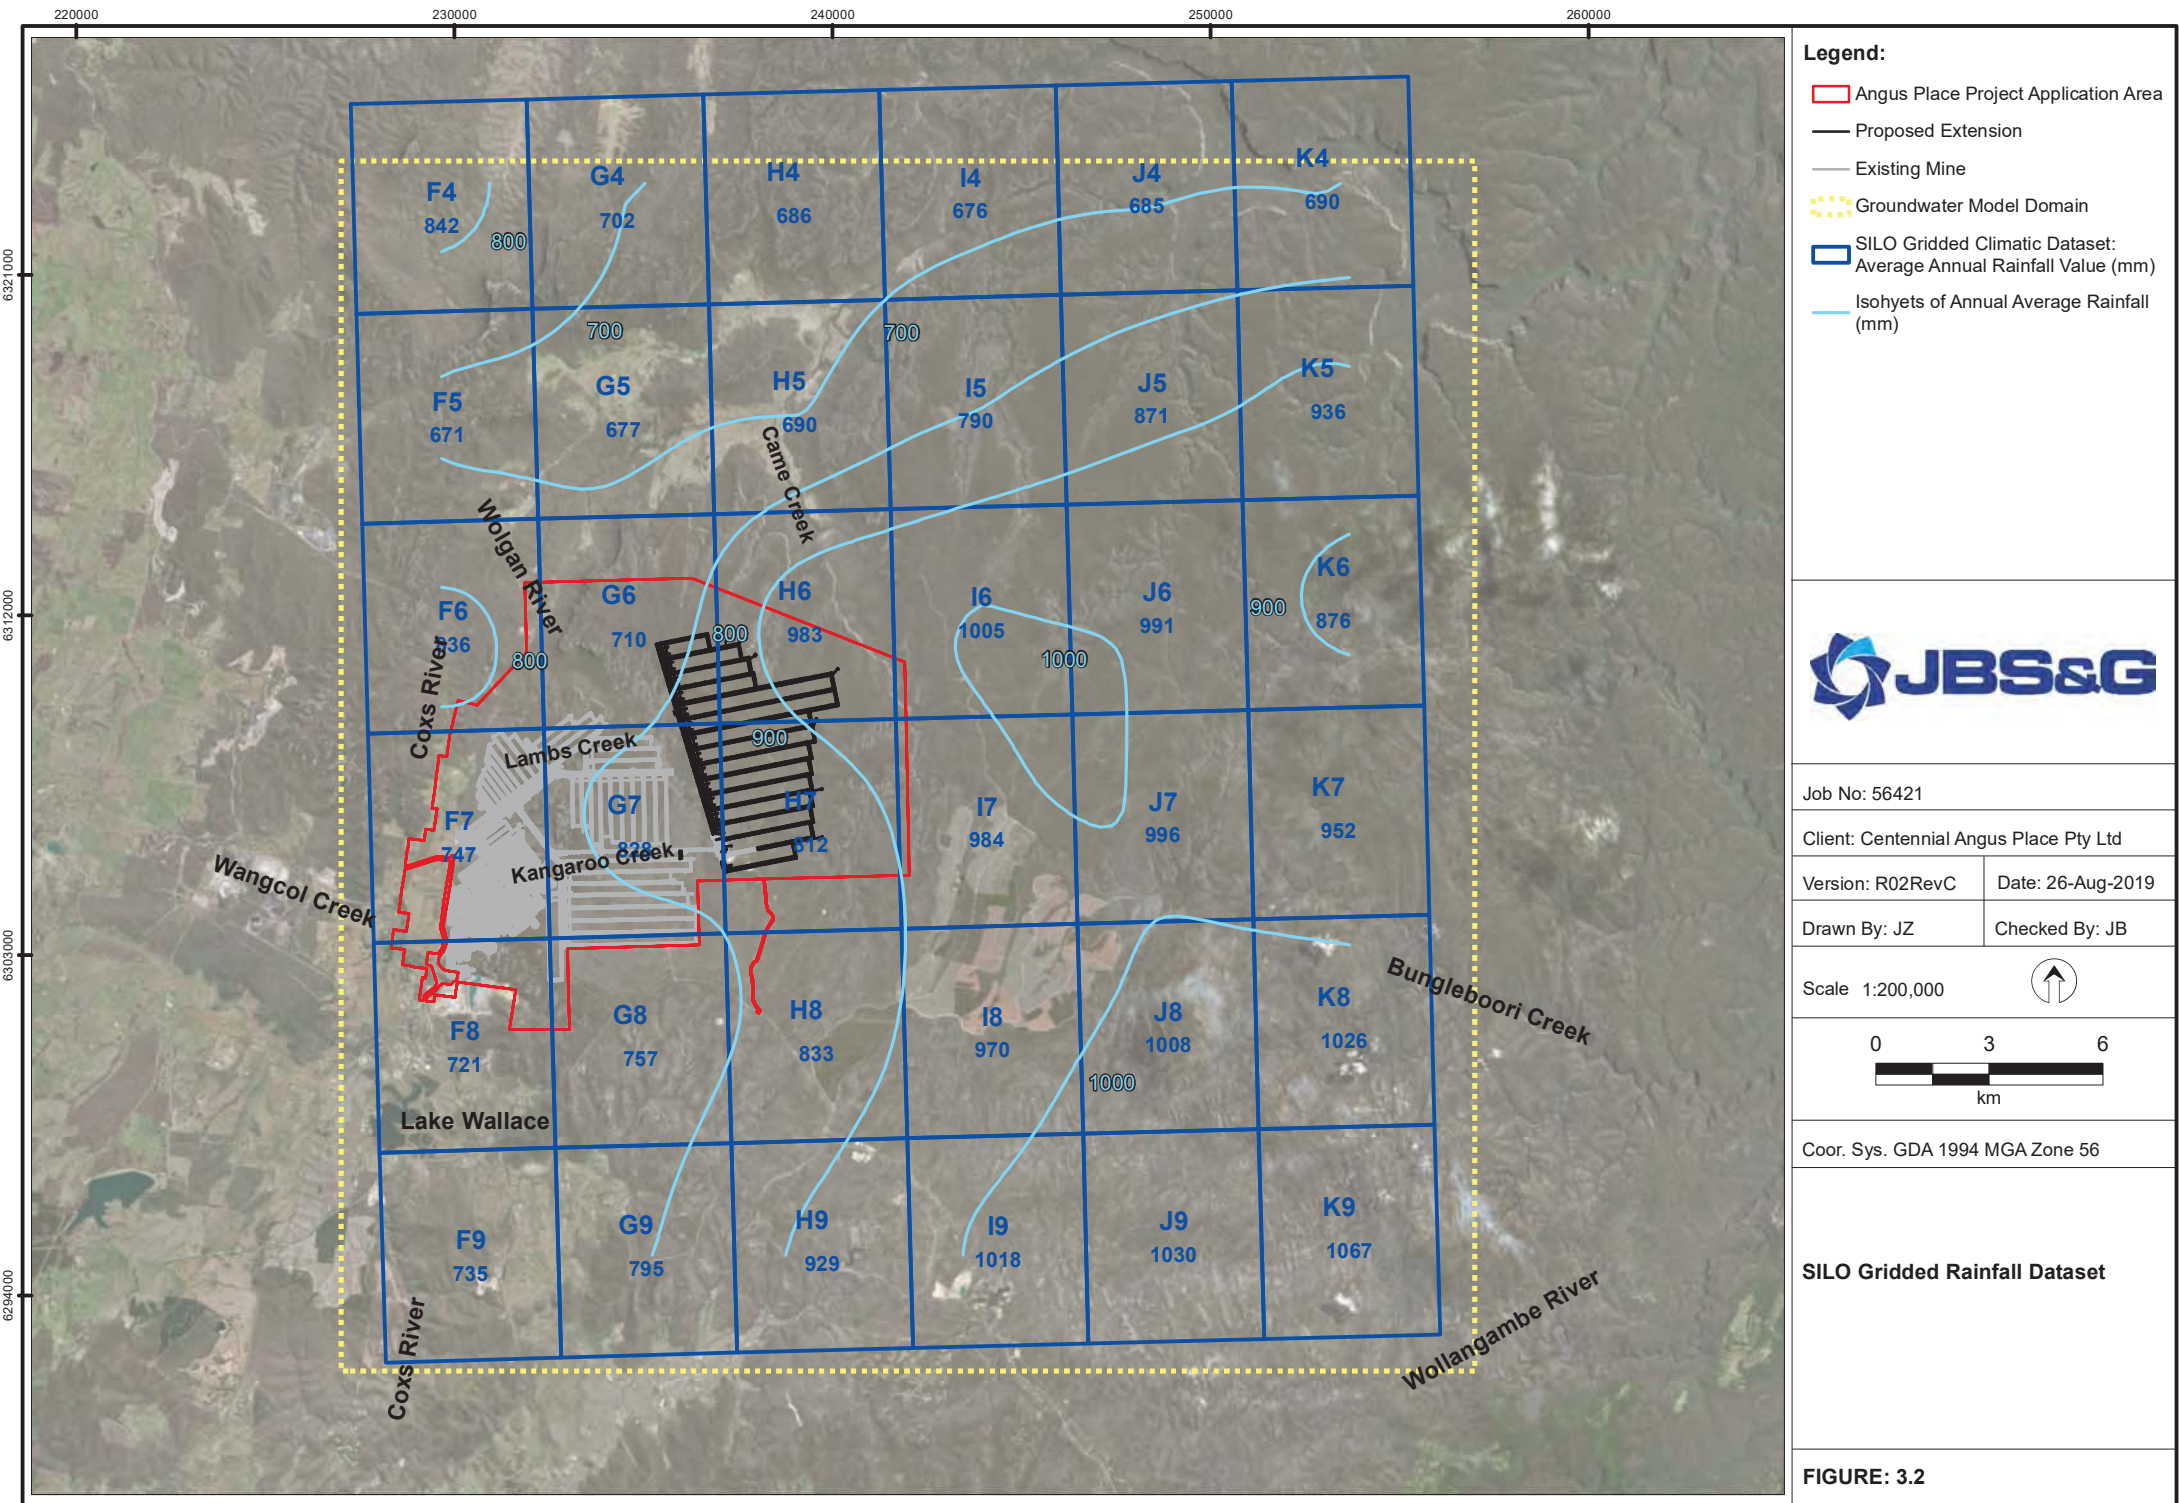 220000
230000
240000
250000
260000
6321000
6312000
6303000
6294000
F4
842
G4
702
H4
686
I4
676
J4
685
K4
690
800
700
700
F5
671
G5
677
H5
690
I5
790
J5
871
K5
936
Came Creek
Wolgan River
F6
836
G6
710
H6
983
I6
1005
J6
991
K6
876
800
800
900
1000
Coxs River
900
Lambs Creek
F7
747
G7
828
H7
812
I7
984
J7
996
K7
952
Kangaroo Creek
Wangcol Creek
Bungleboori Creek
F8
721
G8
757
H8
833
I8
970
J8
1008
K8
1026
1000
Lake Wallace
F9
735
G9
795
H9
929
I9
1018
J9
1030
K9
1067
Coxs River
Wollangambe River
Legend:
Angus Place Project Application Area
Proposed Extension
Existing Mine
Groundwater Model Domain
SILO Gridded Climatic Dataset:
Average Annual Rainfall Value (mm)
Isohyets of Annual Average Rainfall
(mm)
JBS&G
Job No: 56421
Client: Centennial Angus Place Pty Ltd
Version: R02RevC
Date: 26-Aug-2019
Drawn By: JZ
Checked By: JB
Scale 1:200,000
0 3 6
km
Coor. Sys. GDA 1994 MGA Zone 56
SILO Gridded Rainfall Dataset
FIGURE: 3.2